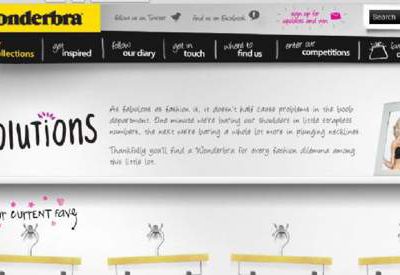 onderbra
follow us on Twitter
Find us on Facebook
sign up for
updates and win
Search
ollections
get
inspired
follow
our diary
get in
touch
where to
find us
enter our
competitions
olutions
As fabulous as fashion is, it doesn't half cause problems in the boob
department. One minute we're baring our shoulders in little strapless
numbers, the next we're baring a whole lot more in plunging necklines.
Thankfully you'll find a Wonderbra for every fashion dilemma among
this little lot.
ur current favs